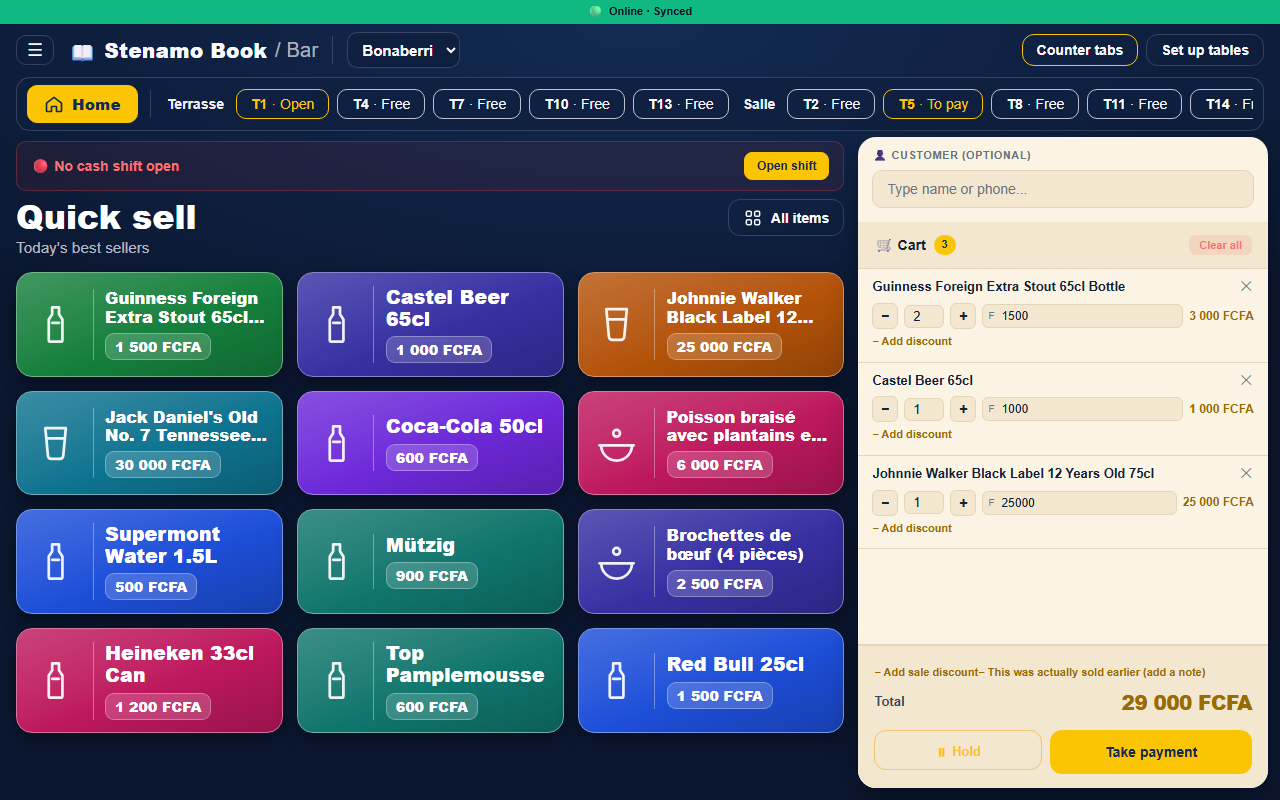 Online · Synced
☰ 📖 Stenamo Book / Bar Bonaberri Counter tabs Set up tables
Home Terrasse T1 · Open T4 · Free T7 · Free T10 · Free T13 · Free Salle T2 · Free T5 · To pay T8 · Free T11 · Free T14 ·
No cash shift open Open shift
Quick sell
All items
Today's best sellers
Guinness Foreign
Extra Stout 65cl...
1 500 FCFA
Castel Beer
65cl
1 000 FCFA
Johnnie Walker
Black Label 12...
25 000 FCFA
Jack Daniel's Old
No. 7 Tennessee...
30 000 FCFA
Coca-Cola 50cl
600 FCFA
Poisson braisé
avec plantains e...
6 000 FCFA
Supermont
Water 1.5L
500 FCFA
Mützig
900 FCFA
Brochettes de
bœuf (4 pièces)
2 500 FCFA
Heineken 33cl
Can
1 200 FCFA
Top
Pamplemousse
600 FCFA
Red Bull 25cl
1 500 FCFA
CUSTOMER (OPTIONAL)
Type name or phone...
🛒 Cart 3 Clear all
Guinness Foreign Extra Stout 65cl Bottle
− 2 + F 1500 3 000 FCFA
− Add discount
Castel Beer 65cl
− 1 + F 1000 1 000 FCFA
− Add discount
Johnnie Walker Black Label 12 Years Old 75cl
− 1 + F 25000 25 000 FCFA
− Add discount
− Add sale discount− This was actually sold earlier (add a note)
Total 29 000 FCFA
⏸ Hold Take payment